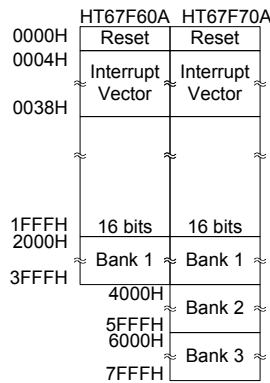 HT67F60A HT67F70A
0000H Reset Reset
0004H
Interrupt Vector Interrupt Vector
0038H
1FFFH 16 bits 16 bits
2000H
Bank 1 Bank 1
3FFFH
4000H
Bank 2
5FFFH
6000H
Bank 3
7FFFH